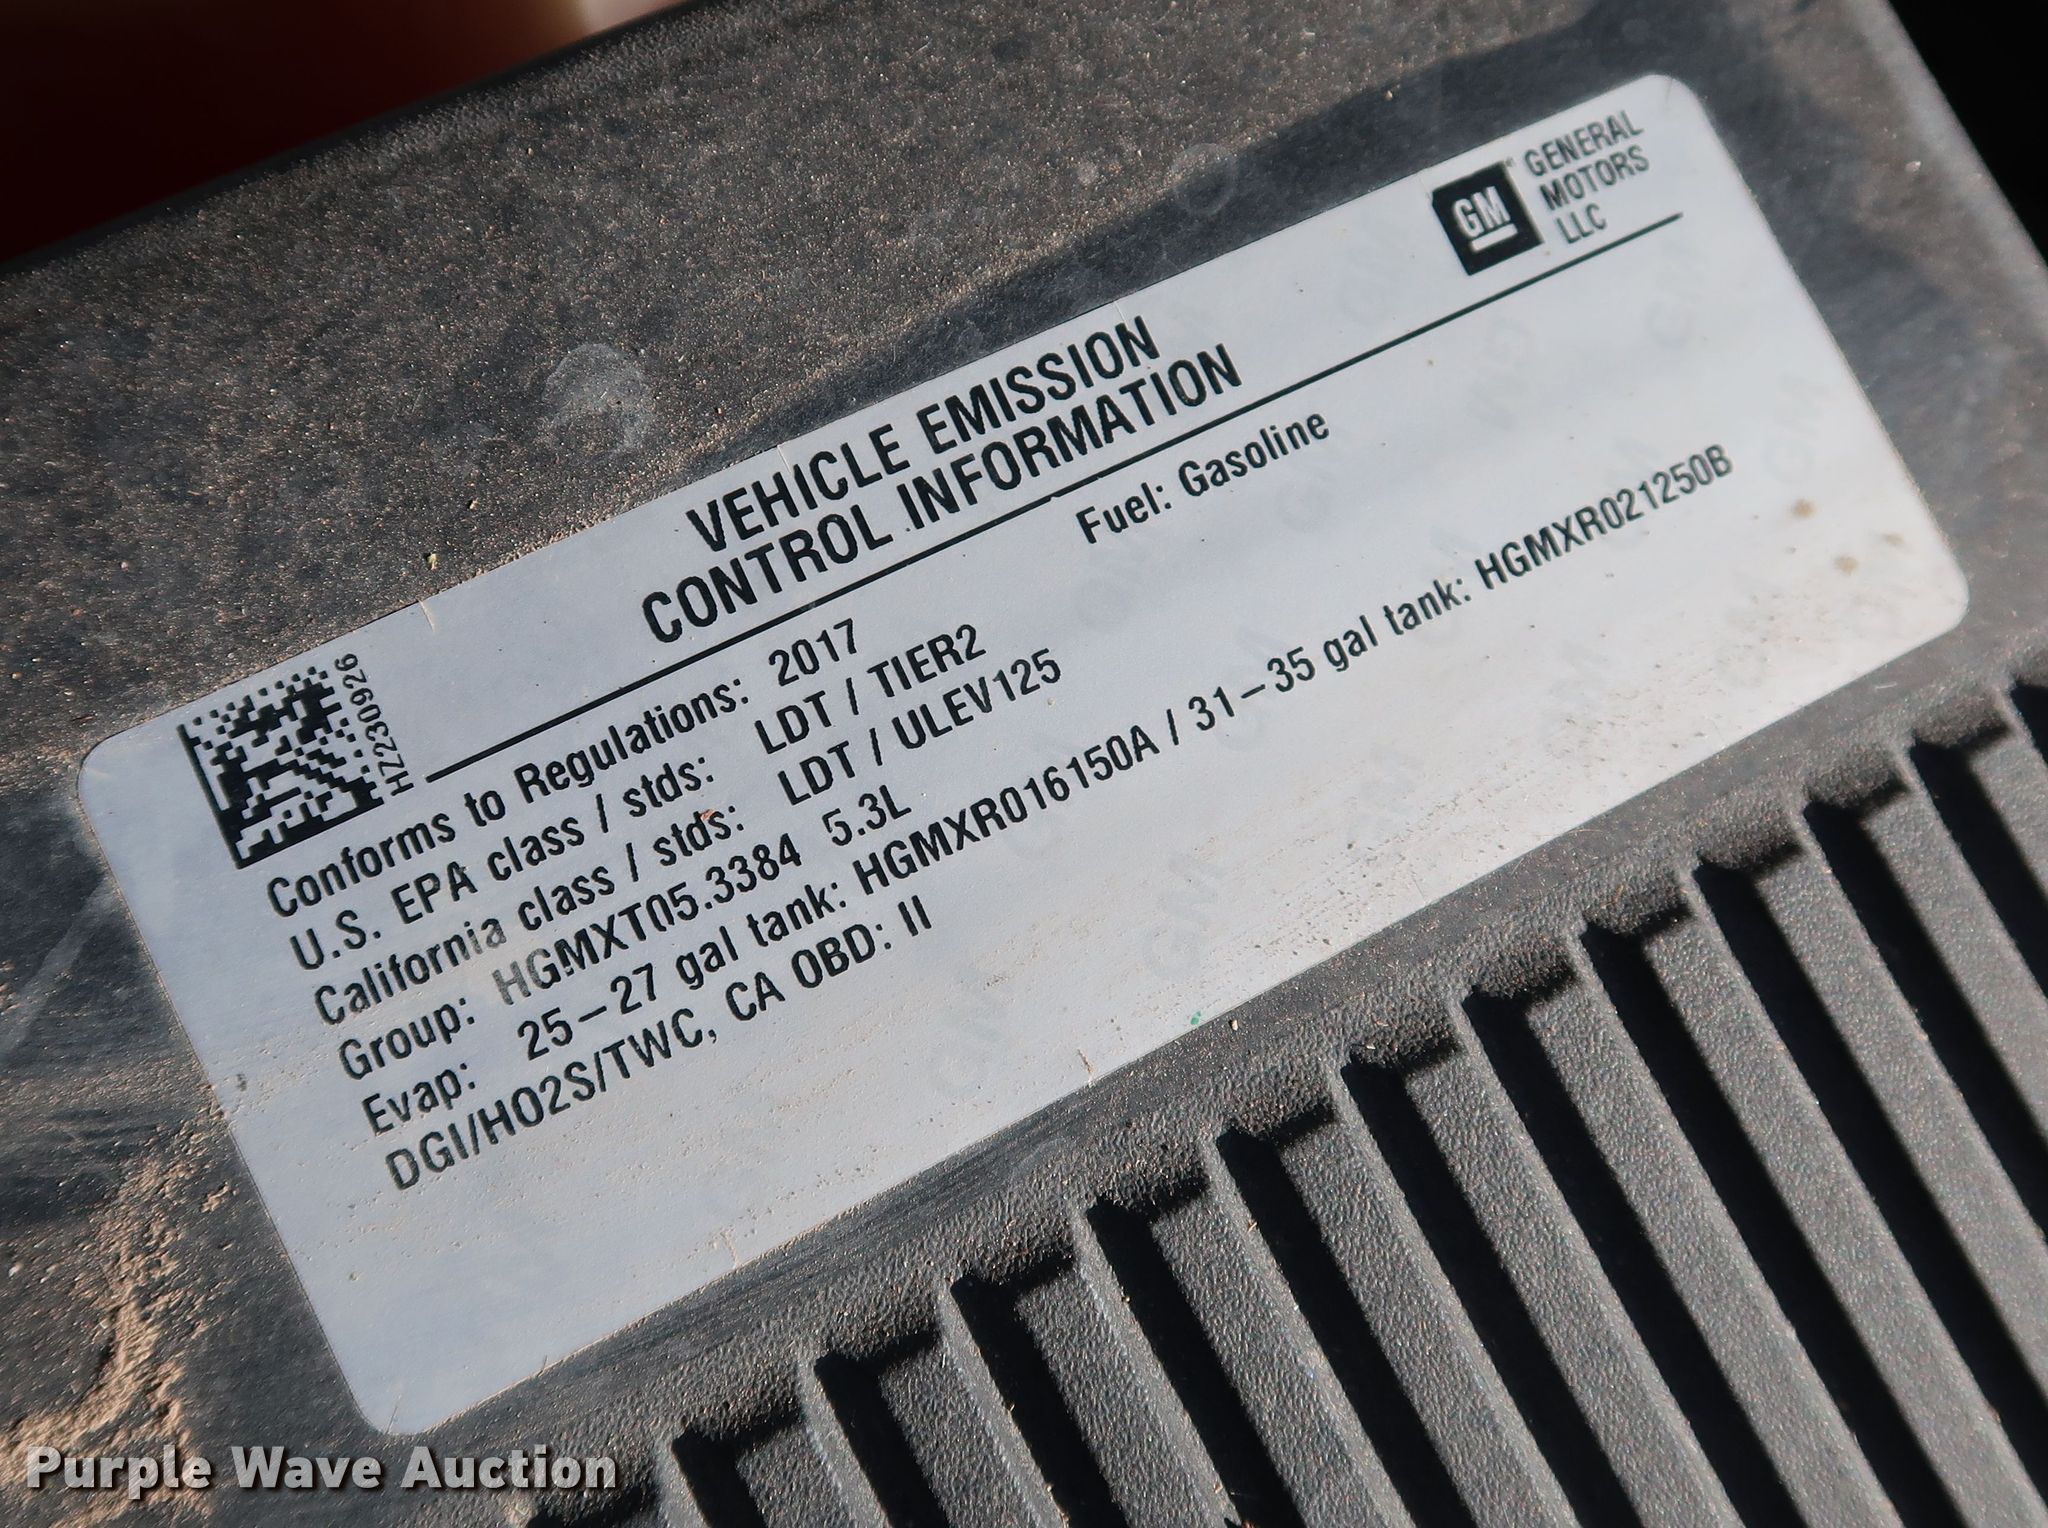 GM
GENERAL
MOTORS
LLC
VEHICLE EMISSION
CONTROL INFORMATION
HZ2309926
Conforms to Regulations: 2017 Fuel: Gasoline
U.S. EPA class / stds: LDT / TIER2
California class / stds: LDT / ULEV125
Group: HGMXT05.3384 5.3L
Evap: 25-27 gal tank: HGMXR016150A / 31-35 gal tank: HGMXR021250B
DGI/HO2S/TWC, CA OBD: II
Purple Wave Auction